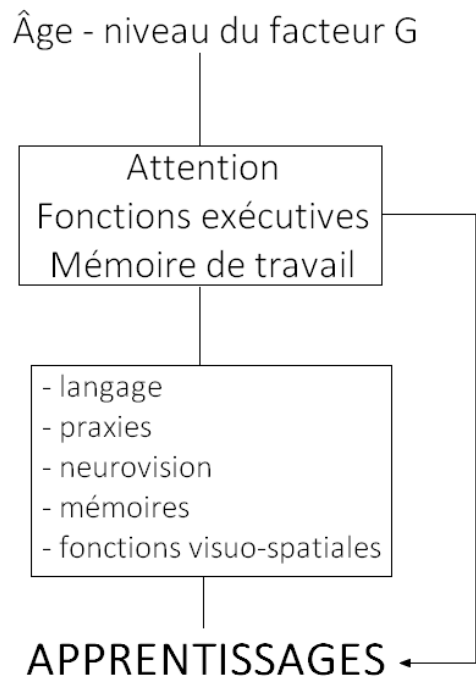 Âge - niveau du facteur G
Attention
Fonctions exécutives
Mémoire de travail
- langage
- praxies
- neurovision
- mémoires
- fonctions visuo-spatiales
APPRENTISSAGES